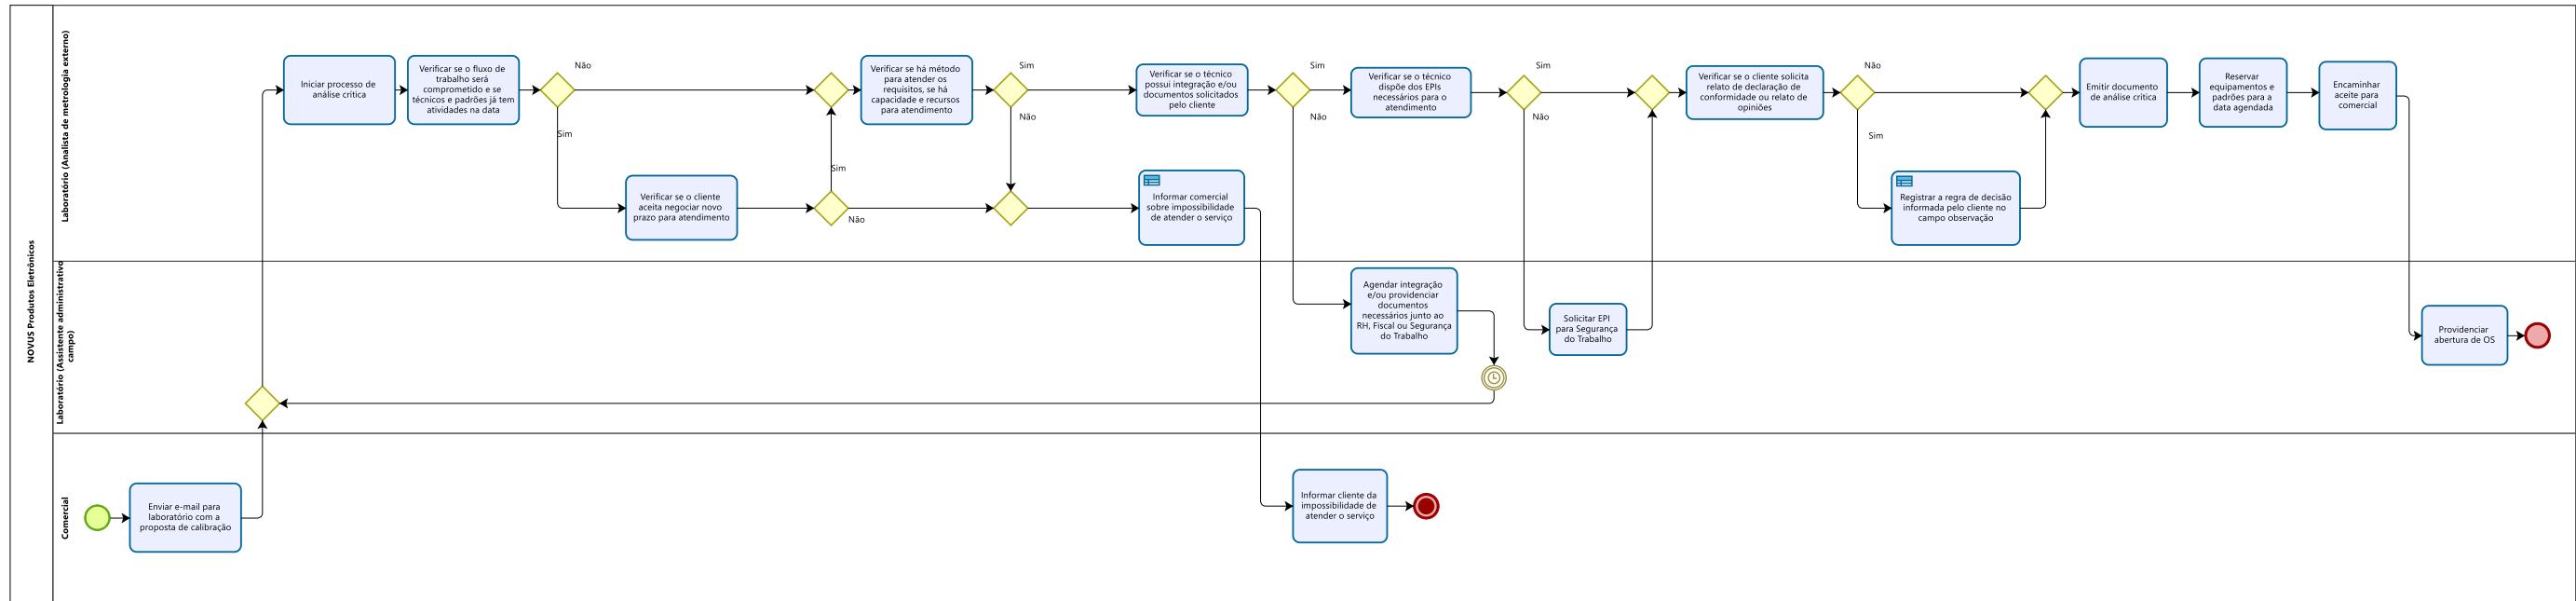 NOVUS Produtos Eletrônicos
Laboratório (Analista de metrologia externo)
Iniciar processo de
análise crítica
Verificar se o fluxo de
trabalho será
comprometido e se
técnicos e padrões já tem
atividades na data
Não
Sim
Verificar se o cliente
aceita negociar novo
prazo para atendimento
Sim
Não
Verificar se há método
para atender os
requisitos, se há
capacidade e recursos
para atendimento
Sim
Não
Verificar se o técnico
possui integração e/ou
documentos solicitados
pelo cliente
Informar comercial
sobre impossibilidade
de atender o serviço
Sim
Não
Verificar se o técnico
dispõe dos EPIs
necessários para o
atendimento
Sim
Não
Verificar se o cliente solicita
relato de declaração de
conformidade ou relato de
opiniões
Não
Sim
Registrar a regra de decisão
informada pelo cliente no
campo observação
Emitir documento
de análise crítica
Reservar
equipamentos e
padrões para a
data agendada
Encaminhar
aceite para
comercial
Laboratório (Assistente administrativo
campo)
Agendar integração
e/ou providenciar
documentos
necessários junto ao
RH, Fiscal ou Segurança
do Trabalho
Solicitar EPI
para Segurança
do Trabalho
Providenciar
abertura de OS
Comercial
Enviar e-mail para
laboratório com a
proposta de calibração
Informar cliente da
impossibilidade de
atender o serviço